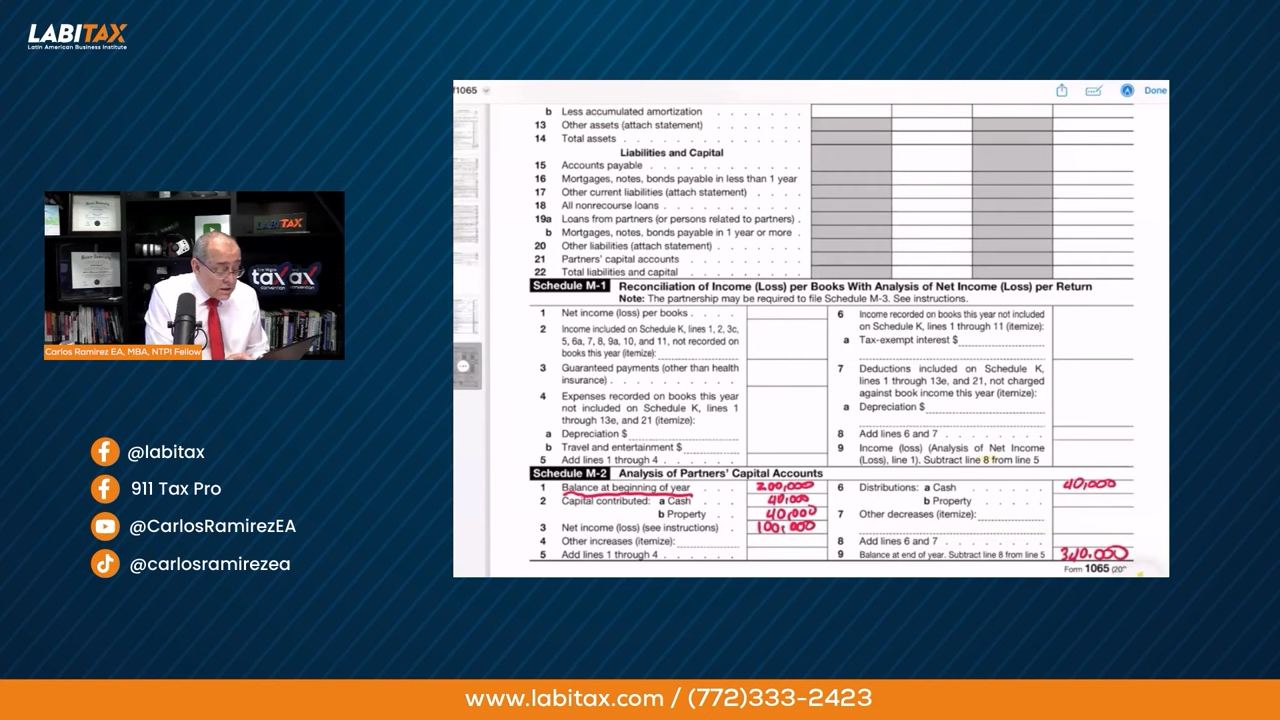 LABITAX
Latin American Business Institute
f1065
Done
b Less accumulated amortization
13 Other assets (attach statement)
14 Total assets
Liabilities and Capital
15 Accounts payable
16 Mortgages, notes, bonds payable in less than 1 year
17 Other current liabilities (attach statement)
18 All nonrecourse loans
19a Loans from partners (or persons related to partners)
b Mortgages, notes, bonds payable in 1 year or more
20 Other liabilities (attach statement)
21 Partners' capital accounts
22 Total liabilities and capital
Schedule M-1 Reconciliation of Income (Loss) per Books With Analysis of Net Income (Loss) per Return
Note: The partnership may be required to file Schedule M-3. See instructions.
1 Net income (loss) per books
2 Income included on Schedule K, lines 1, 2, 3c,
5, 6a, 7, 8, 9a, 10, and 11, not recorded on
books this year (itemize):
3 Guaranteed payments (other than health
insurance)
4 Expenses recorded on books this year
not included on Schedule K, lines 1
through 13e, and 21 (itemize):
a Depreciation $
b Travel and entertainment $
5 Add lines 1 through 4
6 Income recorded on books this year not included
on Schedule K, lines 1 through 11 (itemize):
a Tax-exempt interest $
7 Deductions included on Schedule K,
lines 1 through 13e, and 21, not charged
against book income this year (itemize):
a Depreciation $
8 Add lines 6 and 7
9 Income (loss) (Analysis of Net Income
(Loss), line 1). Subtract line 8 from line 5
Schedule M-2 Analysis of Partners' Capital Accounts
1 Balance at beginning of year 200,000
2 Capital contributed: a Cash 40,000
b Property 40,000
3 Net income (loss) (see instructions) 100,000
4 Other increases (itemize):
5 Add lines 1 through 4
6 Distributions: a Cash 40,000
b Property
7 Other decreases (itemize):
8 Add lines 6 and 7
9 Balance at end of year. Subtract line 8 from line 5 340,000
Form 1065 (20
LABITAX
tax
convention
tax
convention
Carlos Ramirez EA, MBA, NTPI Fellow
@labitax
911 Tax Pro
@CarlosRamirezEA
@carlosramirezea
www.labitax.com / (772)333-2423